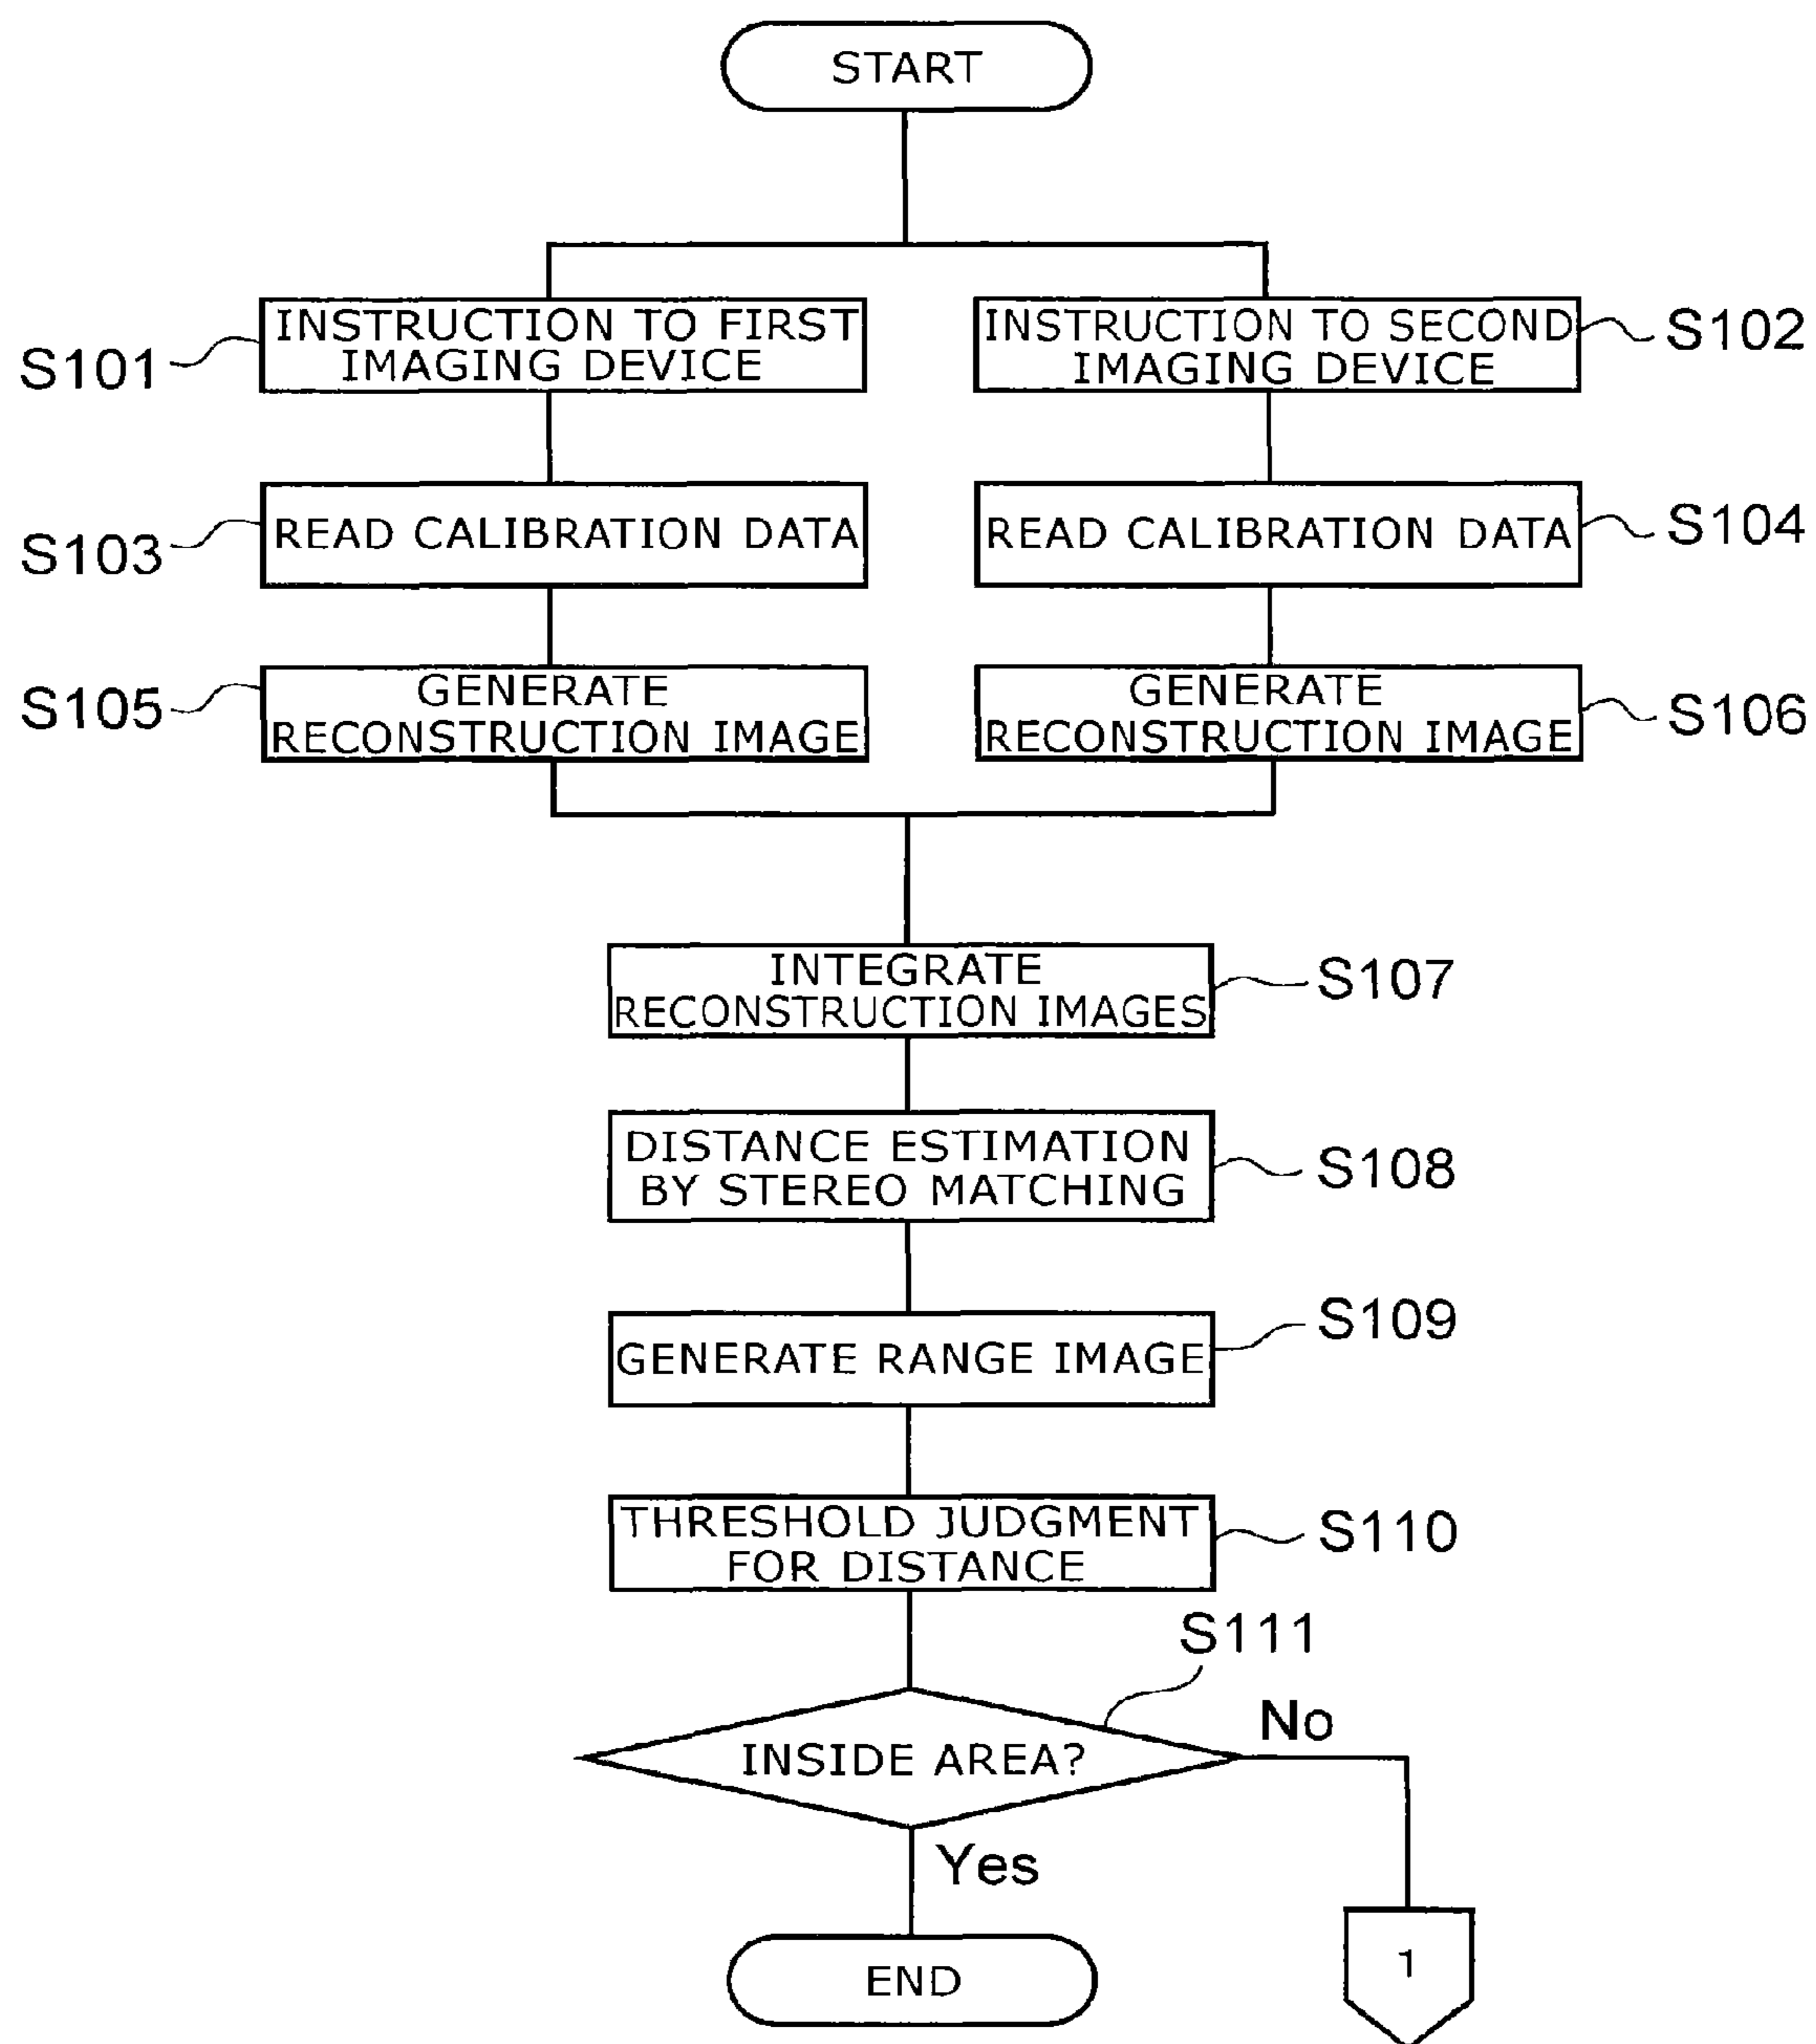 START
S101
INSTRUCTION TO FIRST
IMAGING DEVICE
INSTRUCTION TO SECOND
IMAGING DEVICE
S102
S103
READ CALIBRATION DATA
READ CALIBRATION DATA
S104
S105
GENERATE
RECONSTRUCTION IMAGE
GENERATE
RECONSTRUCTION IMAGE
S106
INTEGRATE
RECONSTRUCTION IMAGES
S107
DISTANCE ESTIMATION
BY STEREO MATCHING
S108
GENERATE RANGE IMAGE
S109
THRESHOLD JUDGMENT
FOR DISTANCE
S110
S111
INSIDE AREA?
No
Yes
END
1